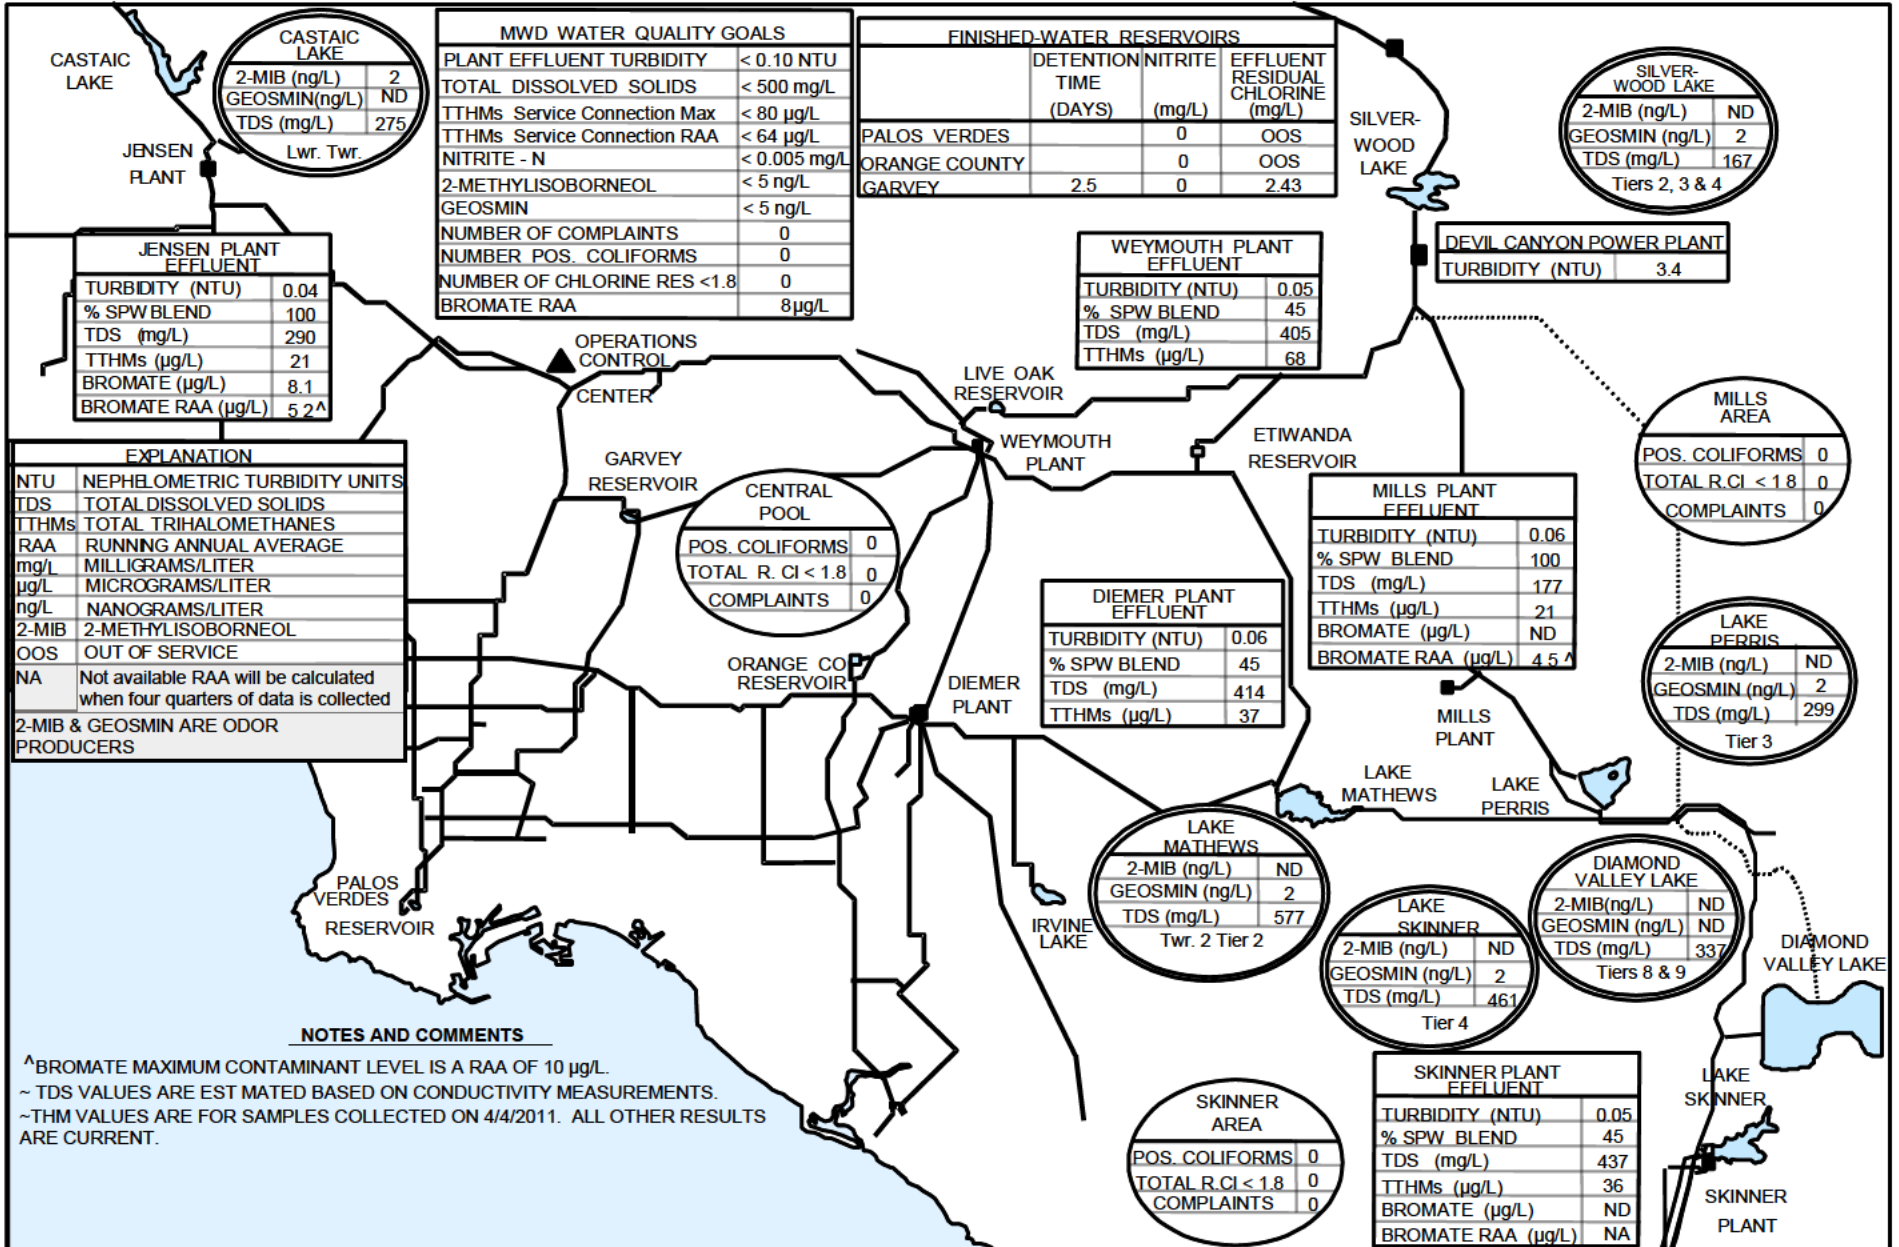 CASTAIC
LAKE
CASTAIC
LAKE
2-MIB (ng/L) 2
GEOSMIN(ng/L) ND
TDS (mg/L) 275
Lwr. Twr.
JENSEN
PLANT
MWD WATER QUALITY GOALS
PLANT EFFLUENT TURBIDITY < 0.10 NTU
TOTAL DISSOLVED SOLIDS < 500 mg/L
TTHMs Service Connection Max < 80 µg/L
TTHMs Service Connection RAA < 64 µg/L
NITRITE - N < 0.005 mg/L
2-METHYLISOBORNEOL < 5 ng/L
GEOSMIN < 5 ng/L
NUMBER OF COMPLAINTS 0
NUMBER POS. COLIFORMS 0
NUMBER OF CHLORINE RES <1.8 0
BROMATE RAA 8µg/L
FINISHED-WATER RESERVOIRS
DETENTION NITRITE EFFLUENT
TIME RESIDUAL
CHLORINE
(DAYS) (mg/L) (mg/L)
PALOS VERDES 0 OOS
ORANGE COUNTY 0 OOS
GARVEY 2.5 0 2.43
SILVER-
WOOD
LAKE
SILVER-
WOOD LAKE
2-MIB (ng/L) ND
GEOSMIN (ng/L) 2
TDS (mg/L) 167
Tiers 2, 3 & 4
DEVIL CANYON POWER PLANT
TURBIDITY (NTU) 3.4
JENSEN PLANT
EFFLUENT
TURBIDITY (NTU) 0.04
% SPW BLEND 100
TDS (mg/L) 290
TTHMs (µg/L) 21
BROMATE (µg/L) 8.1
BROMATE RAA (µg/L) 5 2^
WEYMOUTH PLANT
EFFLUENT
TURBIDITY (NTU) 0.05
% SPW BLEND 45
TDS (mg/L) 405
TTHMs (µg/L) 68
OPERATIONS
CONTROL
CENTER
LIVE OAK
RESERVOIR
WEYMOUTH
PLANT
ETIWANDA
RESERVOIR
GARVEY
RESERVOIR
MILLS
AREA
POS. COLIFORMS 0
TOTAL R.Cl < 1 8 0
COMPLAINTS 0
EXPLANATION
NTU NEPHELOMETRIC TURBIDITY UNITS
TDS TOTAL DISSOLVED SOLIDS
TTHMs TOTAL TRIHALOMETHANES
RAA RUNNING ANNUAL AVERAGE
mg/L MILLIGRAMS/LITER
µg/L MICROGRAMS/LITER
ng/L NANOGRAMS/LITER
2-MIB 2-METHYLISOBORNEOL
OOS OUT OF SERVICE
NA Not available RAA will be calculated
when four quarters of data is collected
2-MIB & GEOSMIN ARE ODOR
PRODUCERS
CENTRAL
POOL
POS. COLIFORMS 0
TOTAL R. Cl < 1.8 0
COMPLAINTS 0
MILLS PLANT
EFFLUENT
TURBIDITY (NTU) 0.06
% SPW BLEND 100
TDS (mg/L) 177
TTHMs (µg/L) 21
BROMATE (µg/L) ND
BROMATE RAA (µg/L) 4 5 ^
DIEMER PLANT
EFFLUENT
TURBIDITY (NTU) 0.06
% SPW BLEND 45
TDS (mg/L) 414
TTHMs (µg/L) 37
LAKE
PERRIS
2-MIB (ng/L) ND
GEOSMIN (ng/L) 2
TDS (mg/L) 299
Tier 3
ORANGE CO
RESERVOIR
DIEMER
PLANT
MILLS
PLANT
LAKE
MATHEWS
LAKE
PERRIS
LAKE
MATHEWS
2-MIB (ng/L) ND
GEOSMIN (ng/L) 2
TDS (mg/L) 577
Twr. 2 Tier 2
PALOS
VERDES
RESERVOIR
IRVINE
LAKE
LAKE
SKINNER
2-MIB (ng/L) ND
GEOSMIN (ng/L) 2
TDS (mg/L) 461
Tier 4
DIAMOND
VALLEY LAKE
2-MIB(ng/L) ND
GEOSMIN (ng/L) ND
TDS (mg/L) 337
Tiers 8 & 9
DIAMOND
VALLEY LAKE
NOTES AND COMMENTS
^BROMATE MAXIMUM CONTAMINANT LEVEL IS A RAA OF 10 µg/L.
~ TDS VALUES ARE EST MATED BASED ON CONDUCTIVITY MEASUREMENTS.
~THM VALUES ARE FOR SAMPLES COLLECTED ON 4/4/2011. ALL OTHER RESULTS
ARE CURRENT.
SKINNER
AREA
POS. COLIFORMS 0
TOTAL R.Cl < 1.8 0
COMPLAINTS 0
SKINNER PLANT
EFFLUENT
TURBIDITY (NTU) 0.05
% SPW BLEND 45
TDS (mg/L) 437
TTHMs (µg/L) 36
BROMATE (µg/L) ND
BROMATE RAA (µg/L) NA
LAKE
SKINNER
SKINNER
PLANT